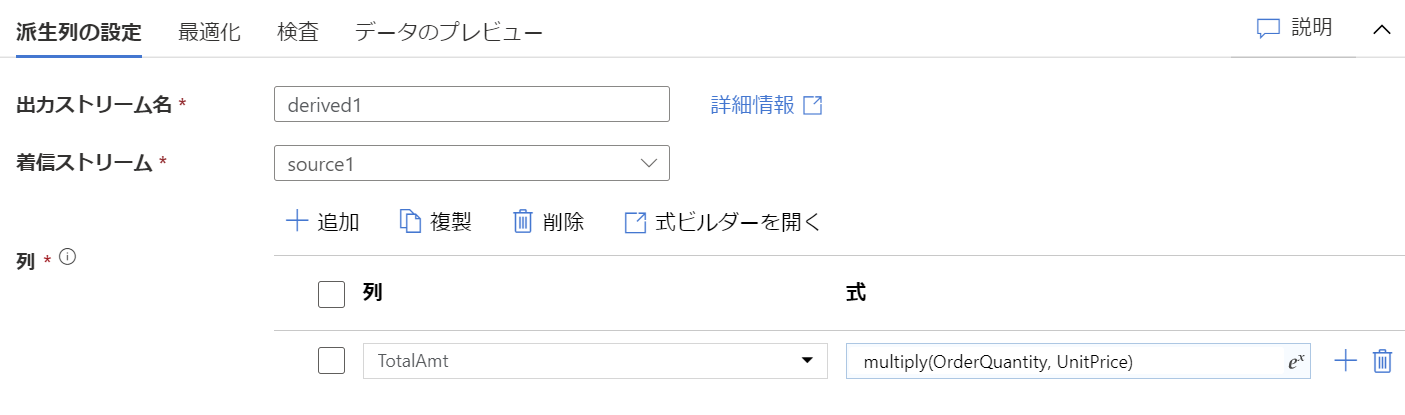 派生列の設定 最適化 検査 データのプレビュー 説明
出力ストリーム名 * derived1 詳細情報
着信ストリーム * source1
追加 複製 削除 式ビルダーを開く
列 *
列 式
TotalAmt multiply(OrderQuantity, UnitPrice) eˣ